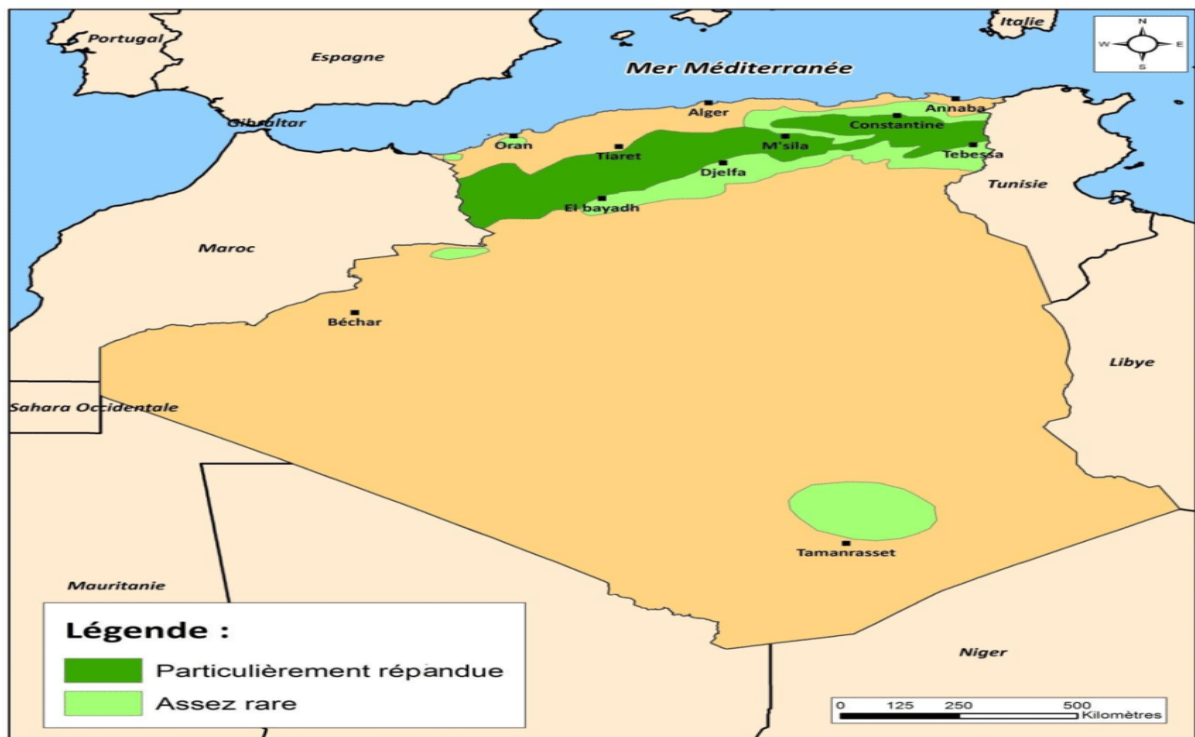 Portugal
Espagne
Italie
N
W E
S
Mer Méditerranée
Gibraltar
Alger
Annaba
Oran
Constantine
Tiaret
M'sila
Tebessa
Djelfa
El bayadh
Tunisie
Maroc
Béchar
Libye
Sahara Occidentale
Tamanrasset
Mauritanie
Niger
Légende :
Particulièrement répandue
Assez rare
0 125 250 500
Kilomètres